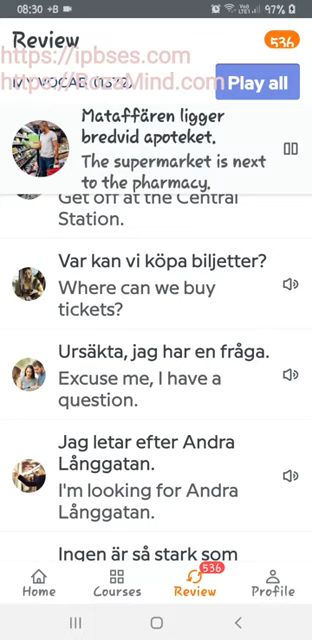 08:30 +B
97%
Review
536
https://ipbses.com
MY VOCAB (1572)
https://RosaMind.com
Play all
Mataffären ligger
bredvid apoteket.
The supermarket is next
to the pharmacy.
Get off at the Central
Station.
Var kan vi köpa biljetter?
Where can we buy
tickets?
Ursäkta, jag har en fråga.
Excuse me, I have a
question.
Jag letar efter Andra
Långgatan.
I'm looking for Andra
Långgatan.
Ingen är så stark som
536
Home
Courses
Review
Profile